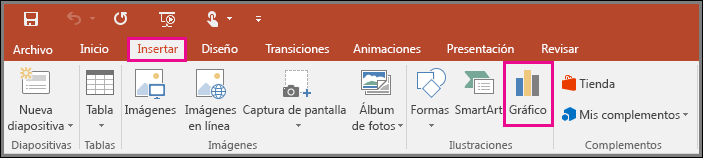 Archivo Inicio Insertar Diseño Transiciones Animaciones Presentación Revisar
Nueva diapositiva
Tabla
Imágenes
Imágenes en línea
Captura de pantalla
Álbum de fotos
Formas
SmartArt
Gráfico
Tienda
Mis complementos
Diapositivas Tablas Imágenes Ilustraciones Complementos